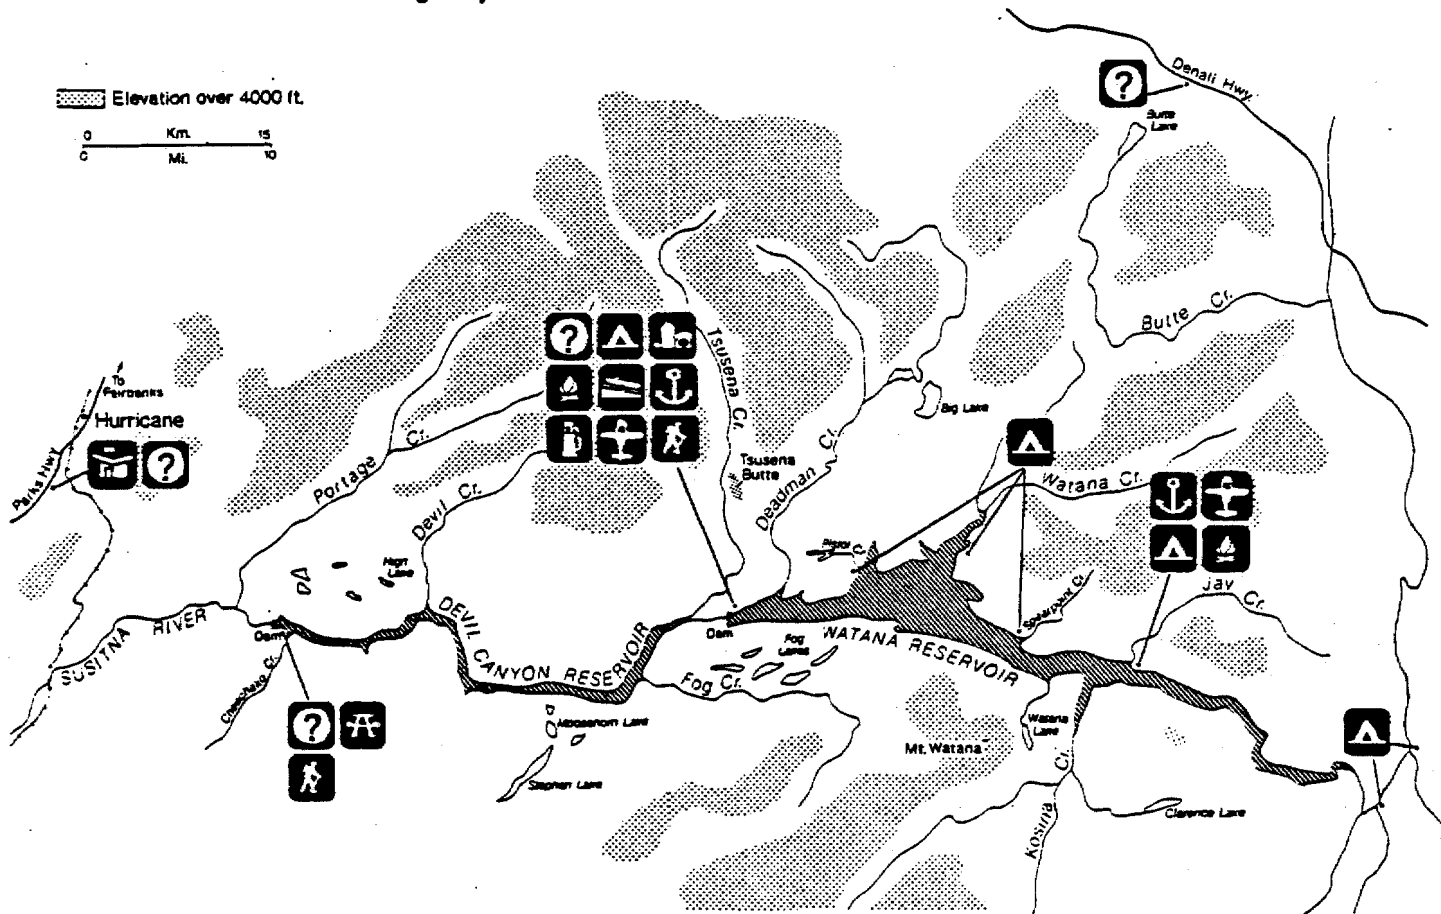 Elevation over 4000 ft.
0 Km. 15
0 Mi. 10
Denali Hwy.
Butte
Lake
Butte Cr.
To
Fairbanks
Hurricane
Parks Hwy
?
?
?
?
Portage Cr.
Devil Cr.
High
Lake
Tsusena Cr.
Tsusena
Butte
Deadman Cr.
Big Lake
Watana Cr.
Jay Cr.
SUSITNA RIVER
Dam
DEVIL CANYON RESERVOIR
Dam
Fog
Lakes
WATANA RESERVOIR
Fog Cr.
Stephan Lake
Mt. Watana
Watana
Lake
Kosina Cr.
Clarence Lake